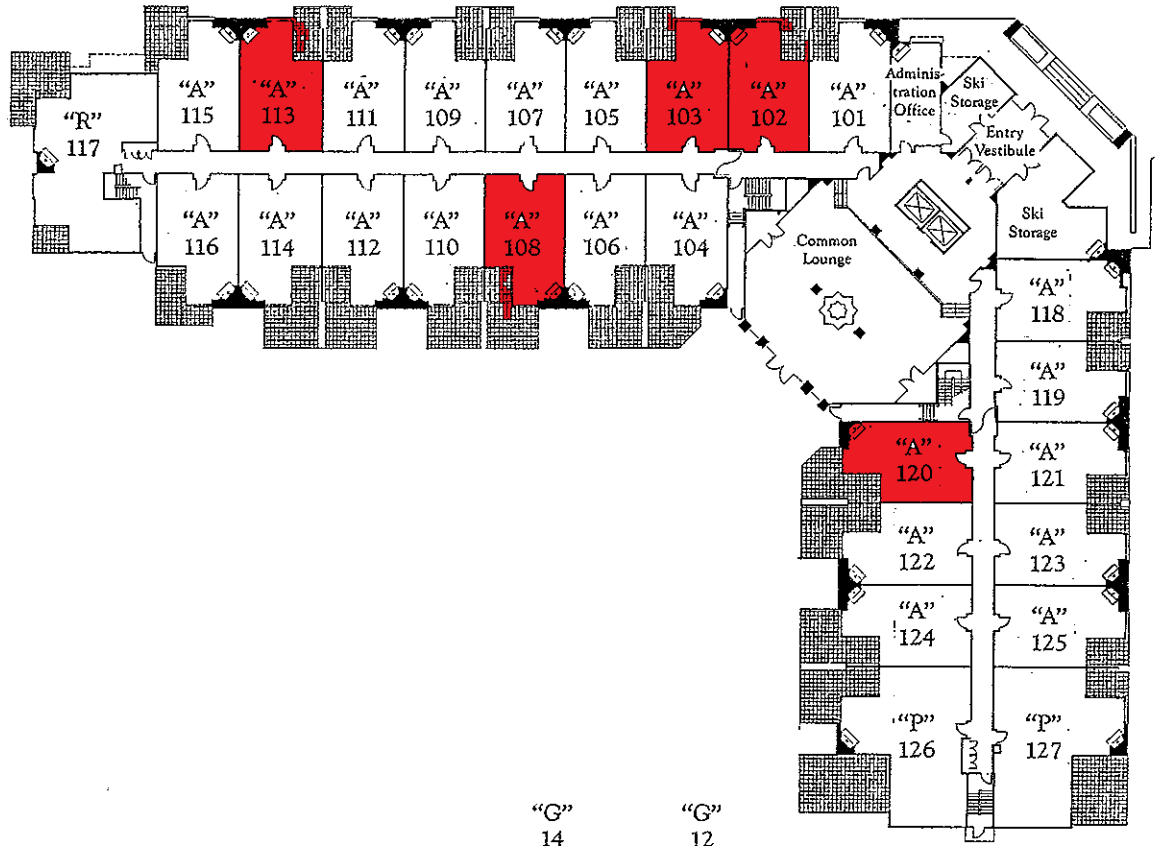 “A”
115
“A”
113
“A”
111
“A”
109
“A”
107
“A”
105
“A”
103
“A”
102
“A”
101
Adminis-
tration
Office
Ski
Storage
Entry
Vestibule
“R”
117
“A”
116
“A”
114
“A”
112
“A”
110
“A”
108
“A”
106
“A”
104
Common
Lounge
Ski
Storage
“A”
118
“A”
119
“A”
120
“A”
121
“A”
122
“A”
123
“A”
124
“A”
125
“P”
126
“P”
127
“G”
14
“G”
12